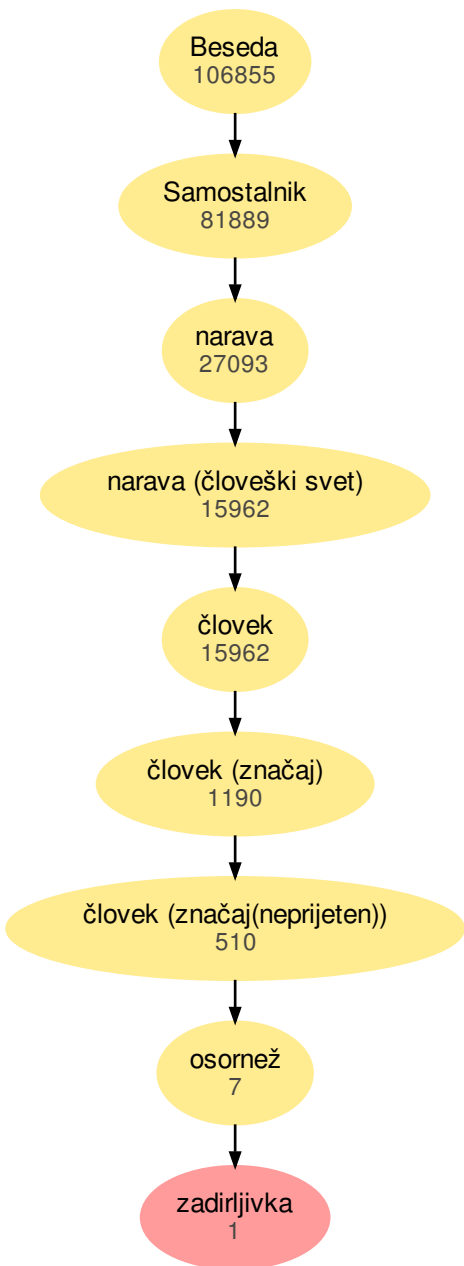 Beseda
106855
Samostalnik
81889
narava
27093
narava (človeški svet)
15962
človek
15962
človek (značaj)
1190
človek (značaj(neprijeten))
510
osornež
7
zadirljivka
1